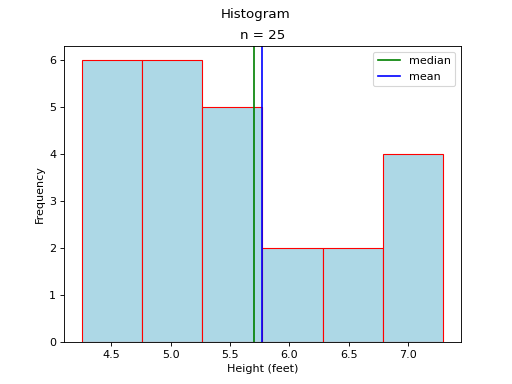 Histogram
n = 25
median
mean
Frequency
6
5
4
3
2
1
0
4.5 5.0 5.5 6.0 6.5 7.0
Height (feet)